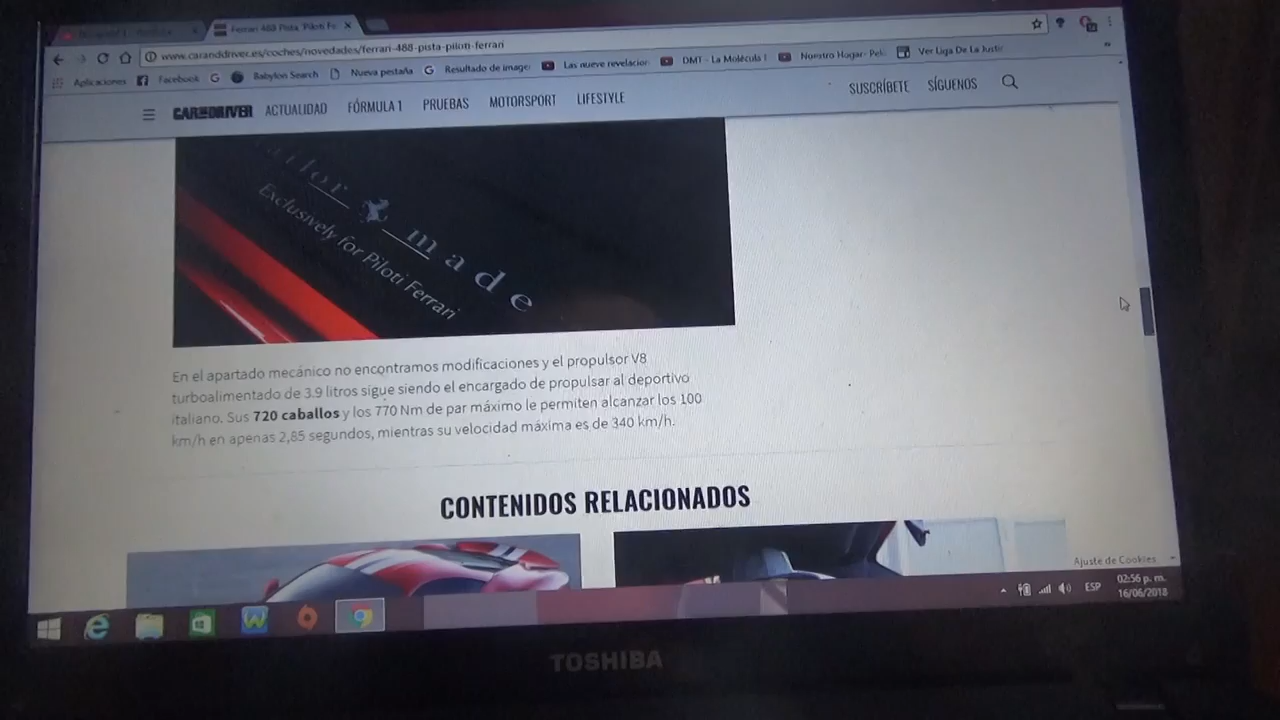 Ferrari 488 Pista 'Piloti Fe
www.caranddriver.es/coches/novedades/ferrari-488-pista-piloti-ferrari
Aplicaciones Facebook Babylon Search Nueva pestaña Resultado de image Las nueve revelacion DMT - La Molécula Nuestro Hogar- Pelí Ver Liga De La Justic
CAR AND DRIVER ACTUALIDAD FÓRMULA 1 PRUEBAS MOTORSPORT LIFESTYLE SUSCRÍBETE SÍGUENOS
made
Exclusively for Piloti Ferrari
En el apartado mecánico no encontramos modificaciones y el propulsor V8
turboalimentado de 3.9 litros sigue siendo el encargado de propulsar al deportivo
italiano. Sus 720 caballos y los 770 Nm de par máximo le permiten alcanzar los 100
km/h en apenas 2,85 segundos, mientras su velocidad máxima es de 340 km/h.
CONTENIDOS RELACIONADOS
Ajuste de Cookies
ESP
02:56 p. m.
16/06/2018
TOSHIBA